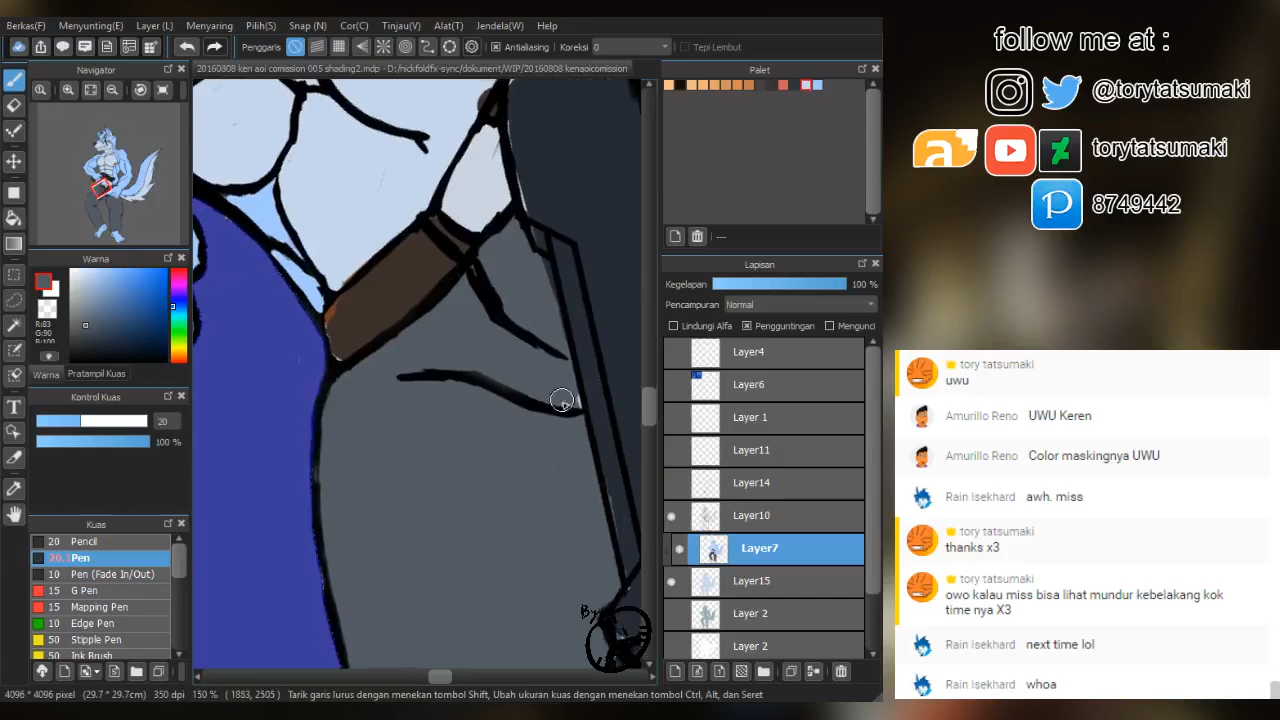 Berkas(F) Menyunting(E) Layer (L) Menyaring Pilih(S) Snap (N) Cor(C) Tinjau(V) Alat(T) Jendela(W) Help
Penggaris Antialiasing Koreksi 0 Tepi Lembut
Navigator
20160808 ken aoi comission 005 shading2.mdp - D:/nickfoldfx-sync/dokument/WIP/20160808 kenaoicomission
Palet
---
Warna
R:83
G:90
B:100
Warna Pratampil Kuas
Kontrol Kuas
20
100 %
Kuas
20 Pencil
20.1 Pen
10 Pen (Fade In/Out)
15 G Pen
15 Mapping Pen
10 Edge Pen
50 Stipple Pen
50 Ink Brush
Lapisan
Kegelapan 100 %
Pencampuran Normal
Lindungi Alfa Pengguntingan Mengunci
Layer4
Layer6
Layer 1
Layer11
Layer14
Layer10
Layer7
Layer15
Layer 2
Layer 2
By
4096 * 4096 pixel (29.7 * 29.7cm) 350 dpi 150 % ( 1883, 2505 ) Tarik garis lurus dengan menekan tombol Shift, Ubah ukuran kuas dengan menekan tombol Ctrl, Alt, dan Seret
follow me at :
@torytatsumaki
torytatsumaki
8749442
tory tatsumaki
uwu
Amurillo Reno UWU Keren
Amurillo Reno Color maskingnya UWU
Rain Isekhard awh. miss
tory tatsumaki
thanks x3
tory tatsumaki
owo kalau miss bisa lihat mundur kebelakang kok
time nya X3
Rain Isekhard next time lol
Rain Isekhard whoa